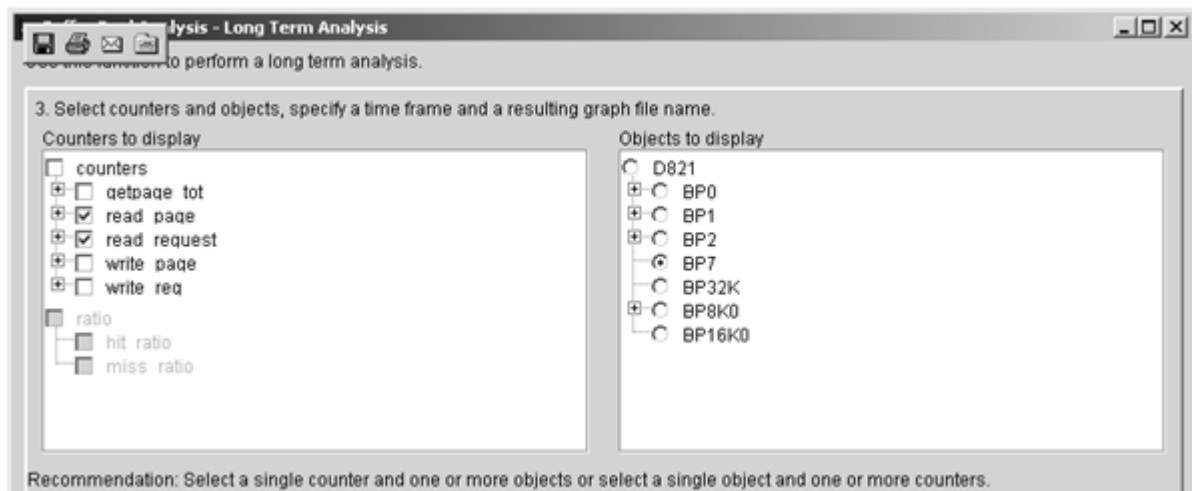 lysis - Long Term Analysis
to perform a long term analysis.
3. Select counters and objects, specify a time frame and a resulting graph file name.
Counters to display
counters
getpage tot
read page
read request
write page
write req
ratio
hit ratio
miss ratio
Objects to display
D821
BP0
BP1
BP2
BP7
BP32K
BP8K0
BP16K0
Recommendation: Select a single counter and one or more objects or select a single object and one or more counters.